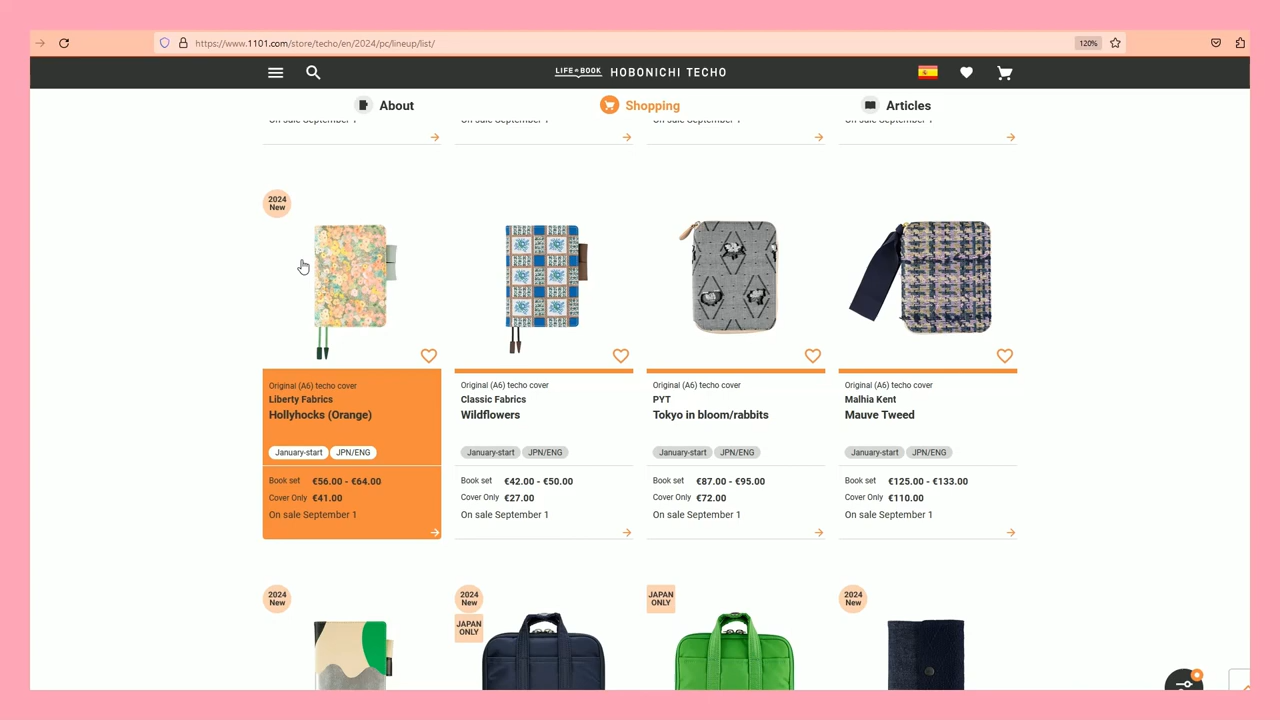 https://www.1101.com/store/techo/en/2024/pc/lineup/list/
120%
LIFE BOOK HOBONICHI TECHO
About
Shopping
Articles
On sale September 1
On sale September 1
On sale September 1
On sale September 1
2024
New
Original (A6) techo cover
Liberty Fabrics
Hollyhocks (Orange)
January-start JPN/ENG
Book set €56.00 - €64.00
Cover Only €41.00
On sale September 1
Original (A6) techo cover
Classic Fabrics
Wildflowers
January-start JPN/ENG
Book set €42.00 - €50.00
Cover Only €27.00
On sale September 1
Original (A6) techo cover
PYT
Tokyo in bloom/rabbits
January-start JPN/ENG
Book set €87.00 - €95.00
Cover Only €72.00
On sale September 1
Original (A6) techo cover
Malhia Kent
Mauve Tweed
January-start JPN/ENG
Book set €125.00 - €133.00
Cover Only €110.00
On sale September 1
2024
New
2024
New
JAPAN
ONLY
JAPAN
ONLY
2024
New